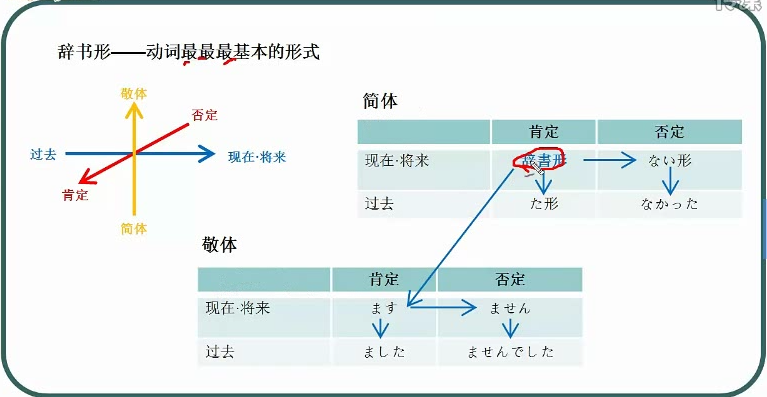 辞书形——动词最最最基本的形式
敬体
否定
过去
现在·将来
肯定
简体
简体
肯定 否定
现在·将来 辞書形 ない形
过去 た形 なかった
敬体
肯定 否定
现在·将来 ます ません
过去 ました ませんでした